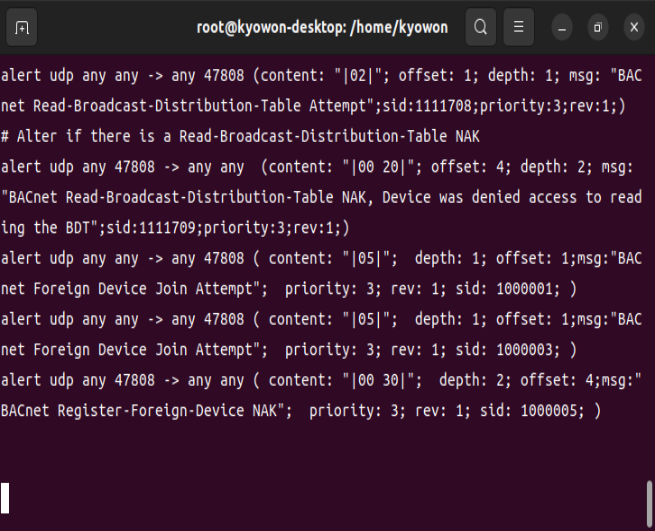 root@kyowon-desktop: /home/kyowon
alert udp any any -> any 47808 (content: "|02|"; offset: 1; depth: 1; msg: "BAC
net Read-Broadcast-Distribution-Table Attempt";sid:1111708;priority:3;rev:1;)
# Alter if there is a Read-Broadcast-Distribution-Table NAK
alert udp any 47808 -> any any  (content: "|00 20|"; offset: 4; depth: 2; msg:
"BACnet Read-Broadcast-Distribution-Table NAK, Device was denied access to read
ing the BDT";sid:1111709;priority:3;rev:1;)
alert udp any any -> any 47808 ( content: "|05|";  depth: 1; offset: 1;msg:"BAC
net Foreign Device Join Attempt";  priority: 3; rev: 1; sid: 1000001; )
alert udp any any -> any 47808 ( content: "|05|";  depth: 1; offset: 1;msg:"BAC
net Foreign Device Join Attempt";  priority: 3; rev: 1; sid: 1000003; )
alert udp any 47808 -> any any ( content: "|00 30|";  depth: 2; offset: 4;msg:"
BACnet Register-Foreign-Device NAK";  priority: 3; rev: 1; sid: 1000005; )